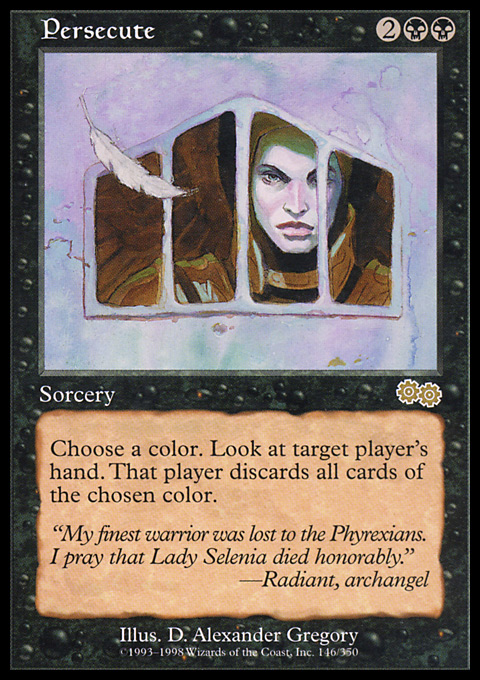 Persecute
2
Sorcery
Choose a color. Look at target player's
hand. That player discards all cards of
the chosen color.
“My finest warrior was lost to the Phyrexians.
I pray that Lady Selenia died honorably.”
—Radiant, archangel
Illus. D. Alexander Gregory
©1993–1998 Wizards of the Coast, Inc. 146/350